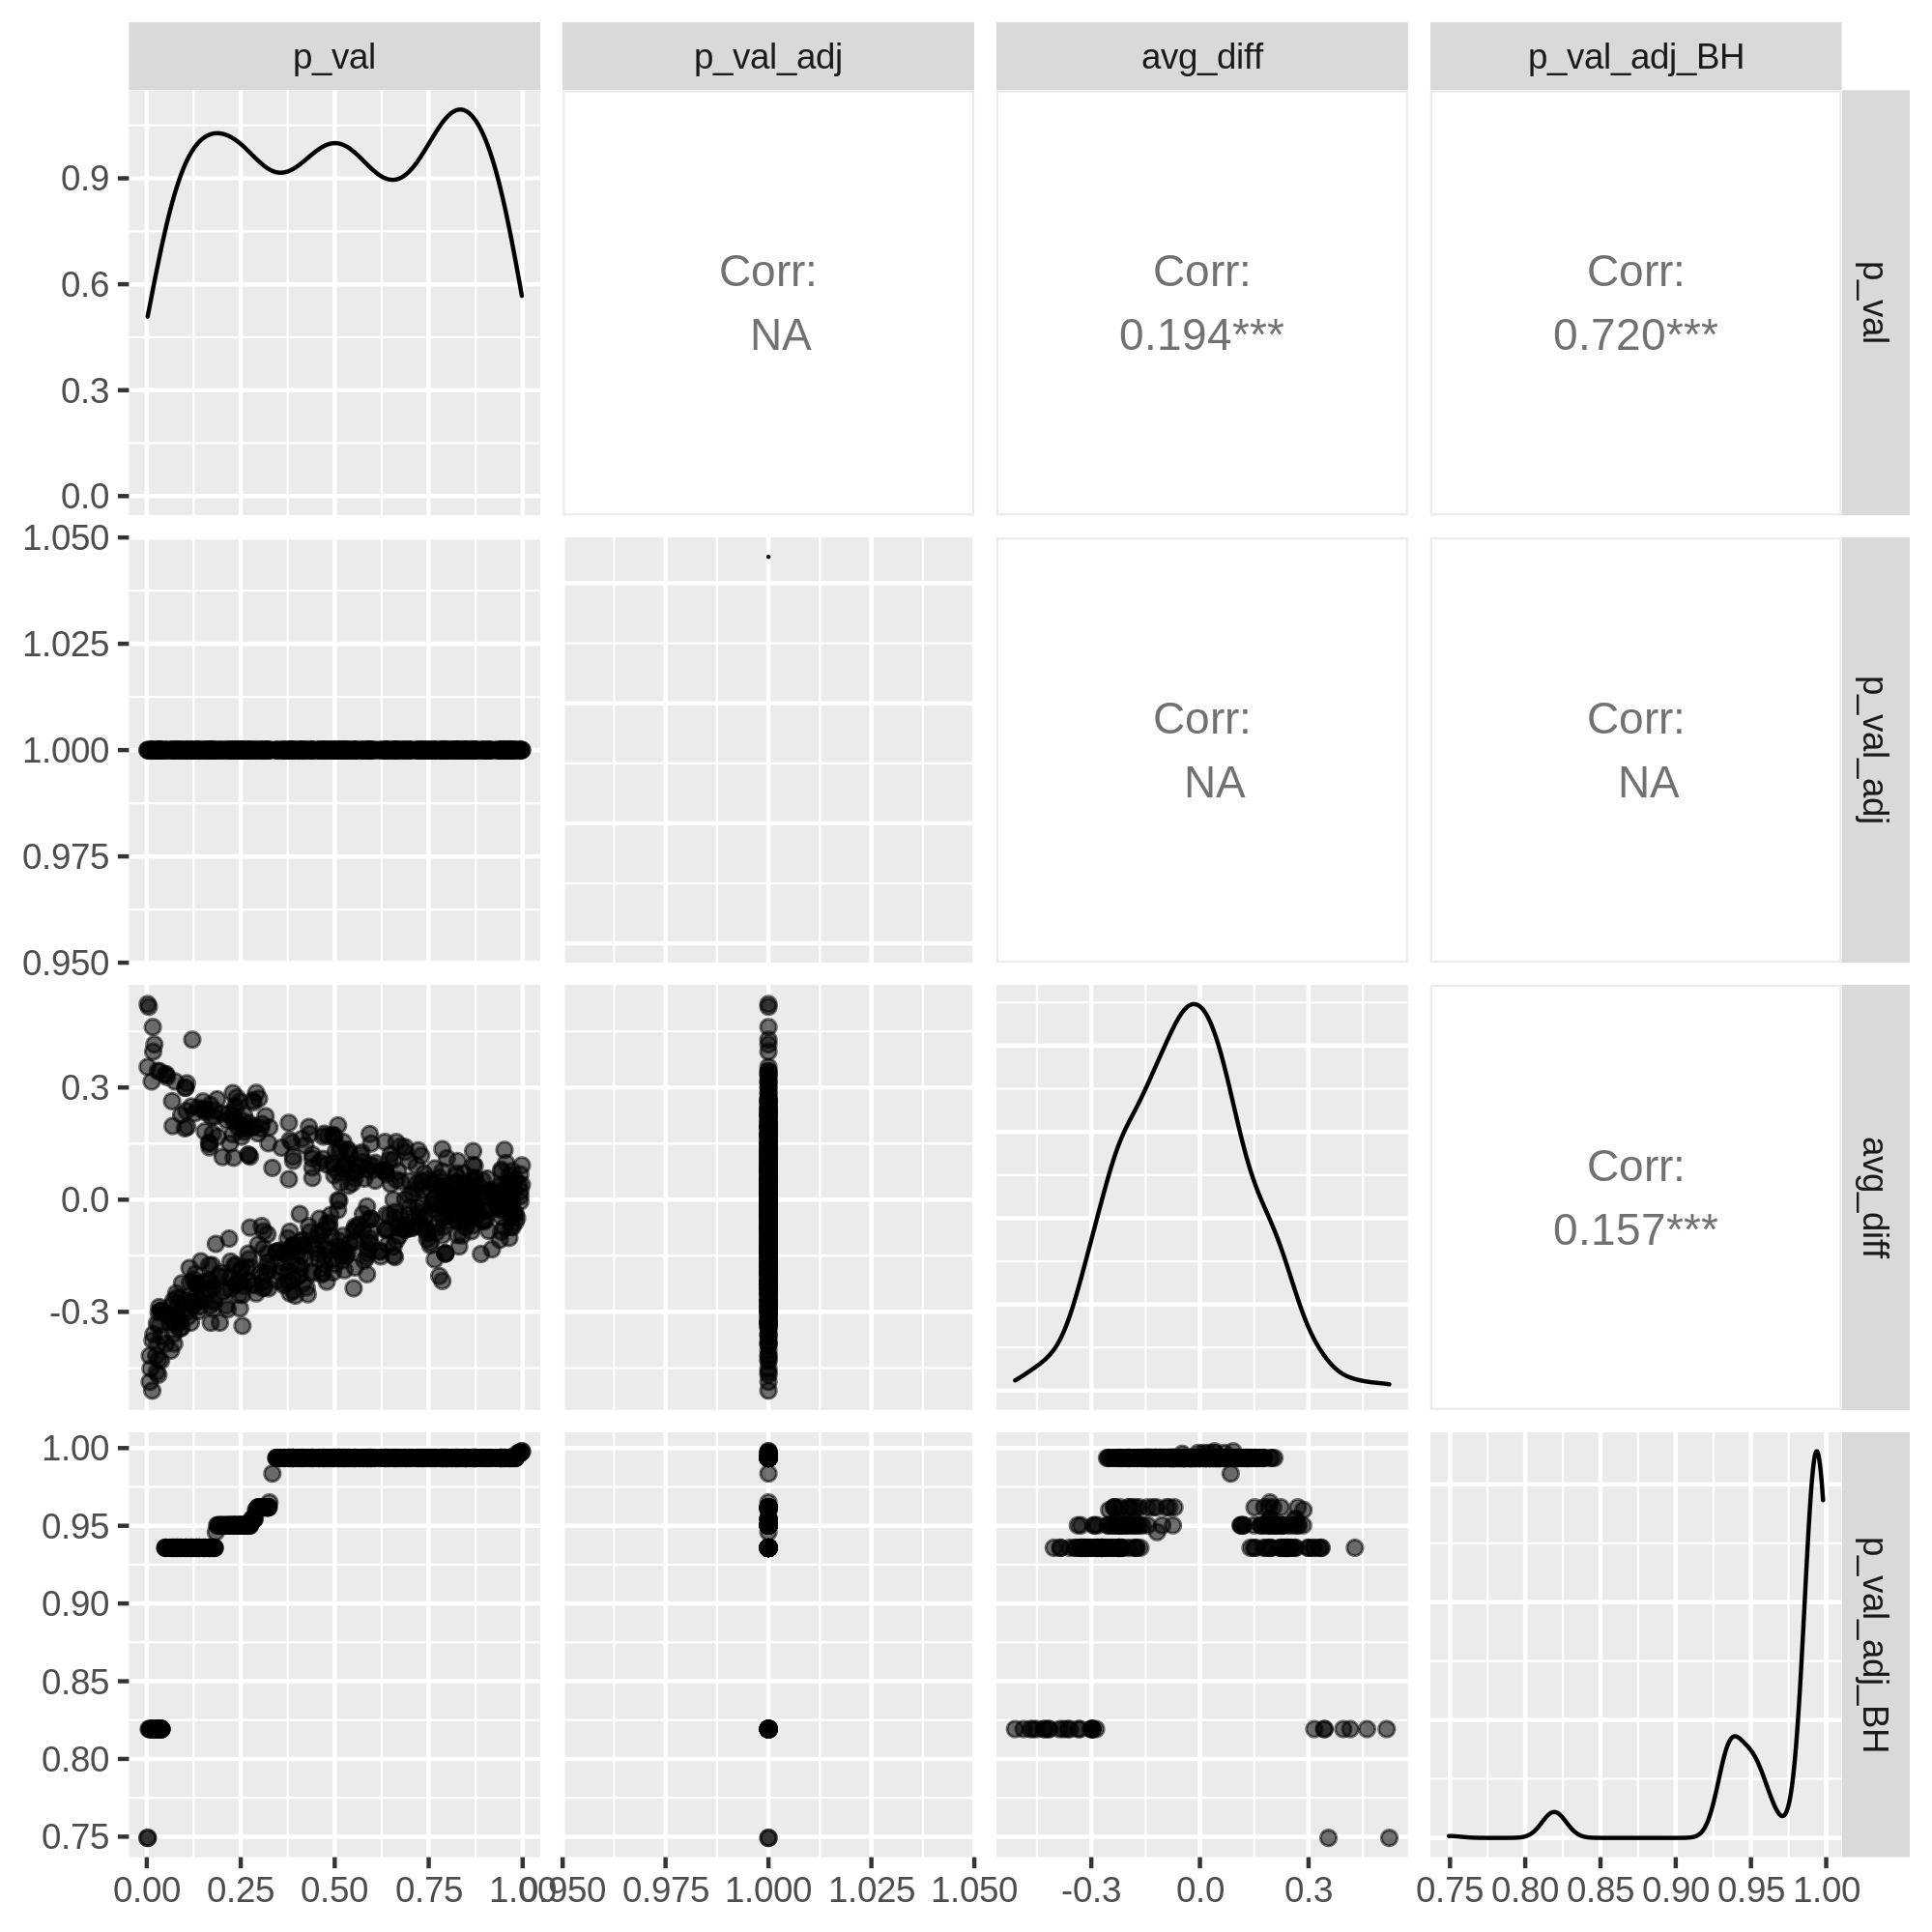 p_val
p_val_adj
avg_diff
p_val_adj_BH
0.9
0.6
0.3
0.0
Corr:
NA
Corr:
0.194***
Corr:
0.720***
p_val
1.050
1.025
1.000
0.975
0.950
Corr:
NA
Corr:
NA
p_val_adj
0.3
0.0
-0.3
Corr:
0.157***
avg_diff
1.00
0.95
0.90
0.85
0.80
0.75
p_val_adj_BH
0.00 0.25 0.50 0.75 1.00
0.950 0.975 1.000 1.025 1.050
-0.3 0.0 0.3
0.75 0.80 0.85 0.90 0.95 1.00